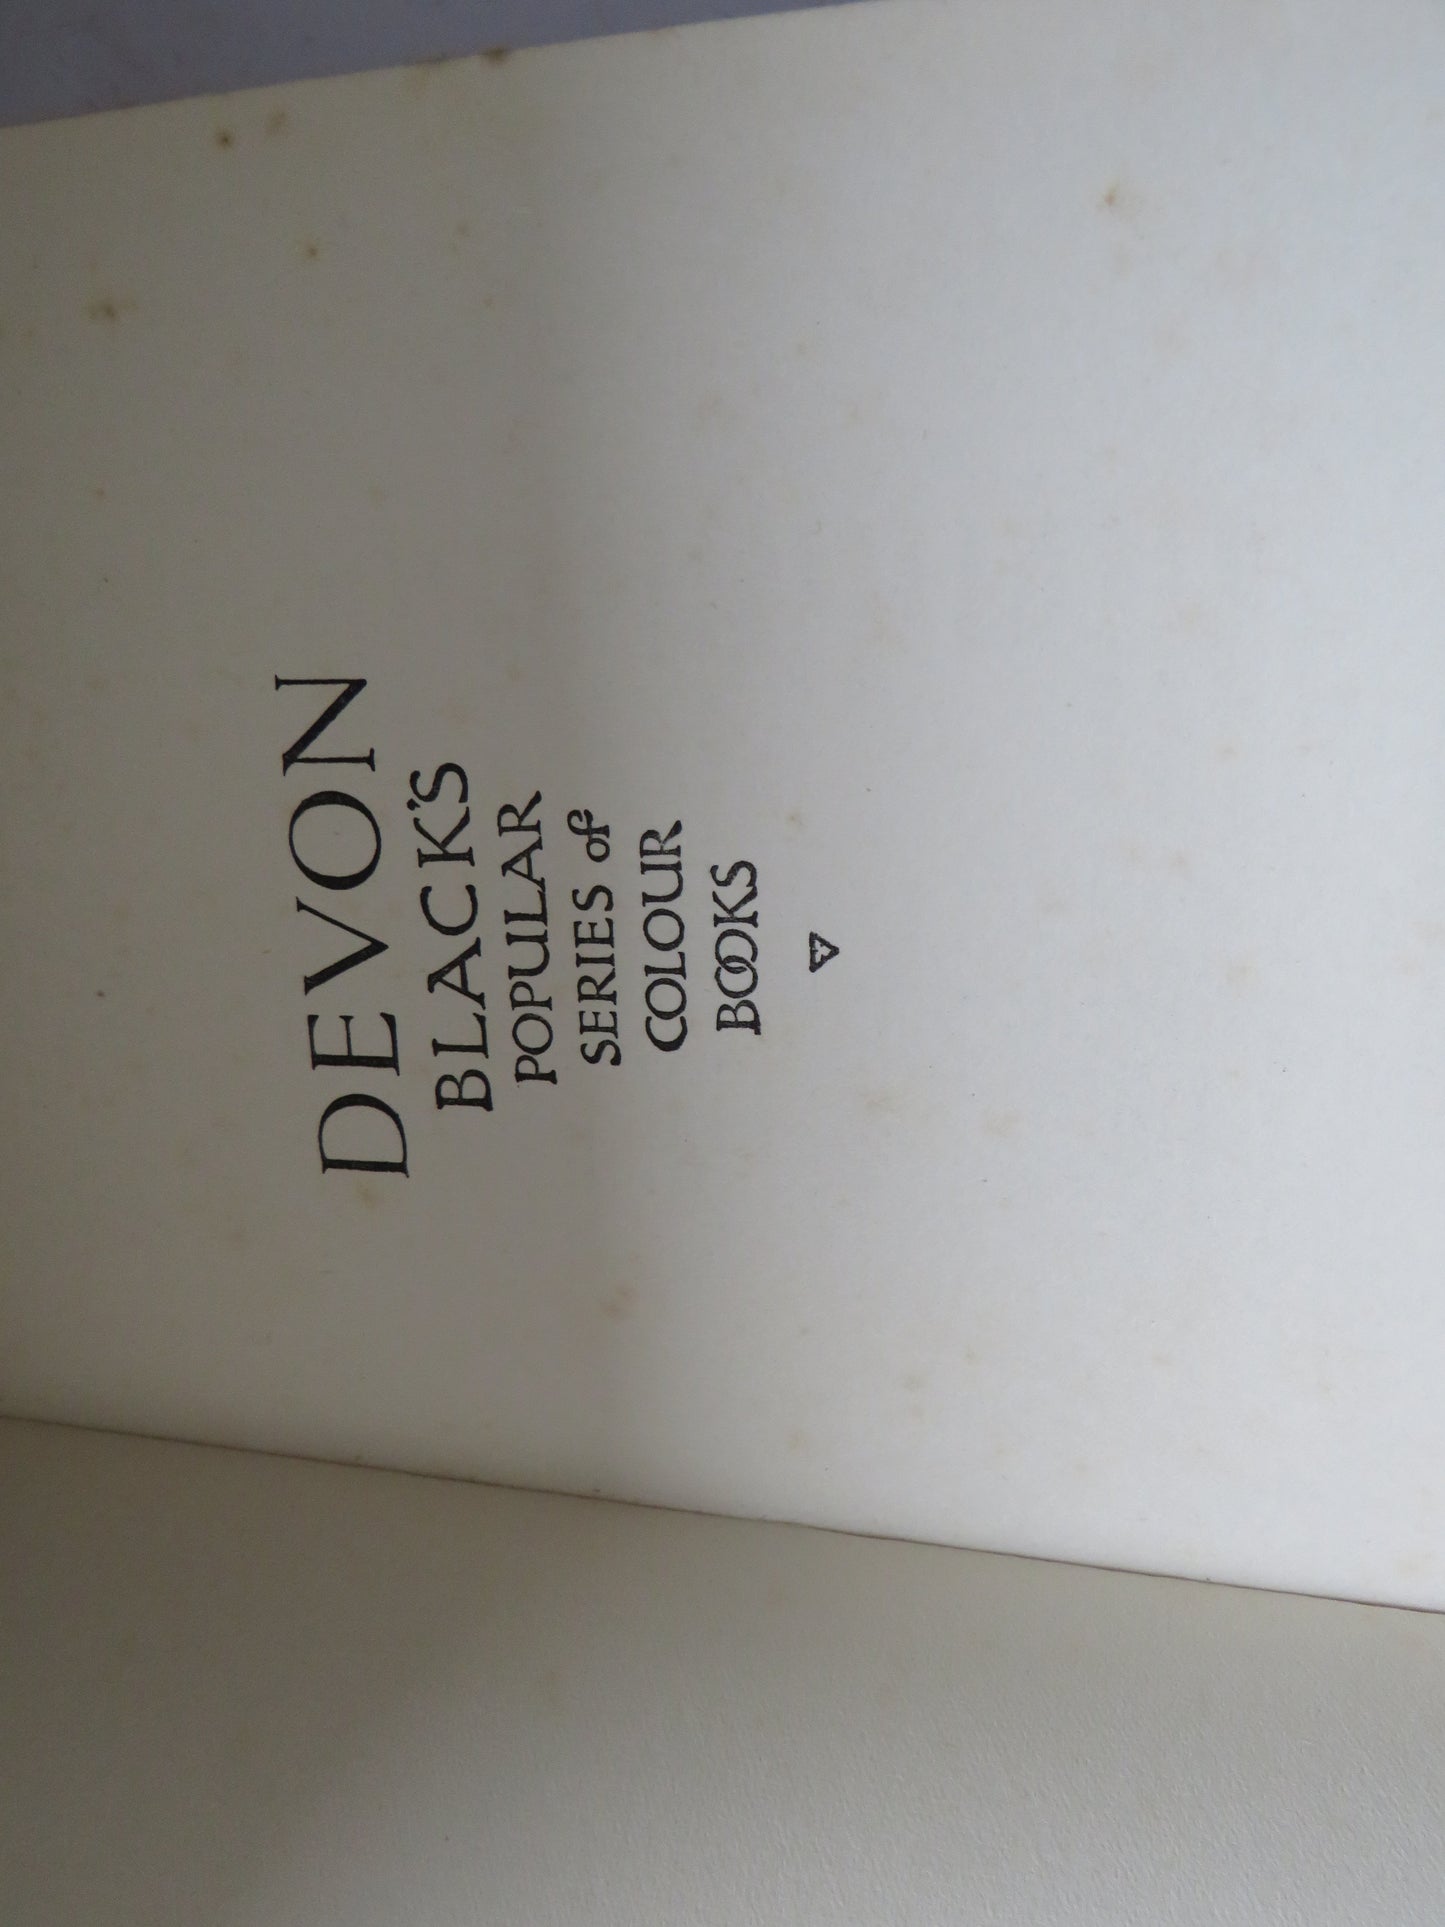 DEVON
BLACK'S
POPULAR
SERIES of
COLOUR
BOOKS